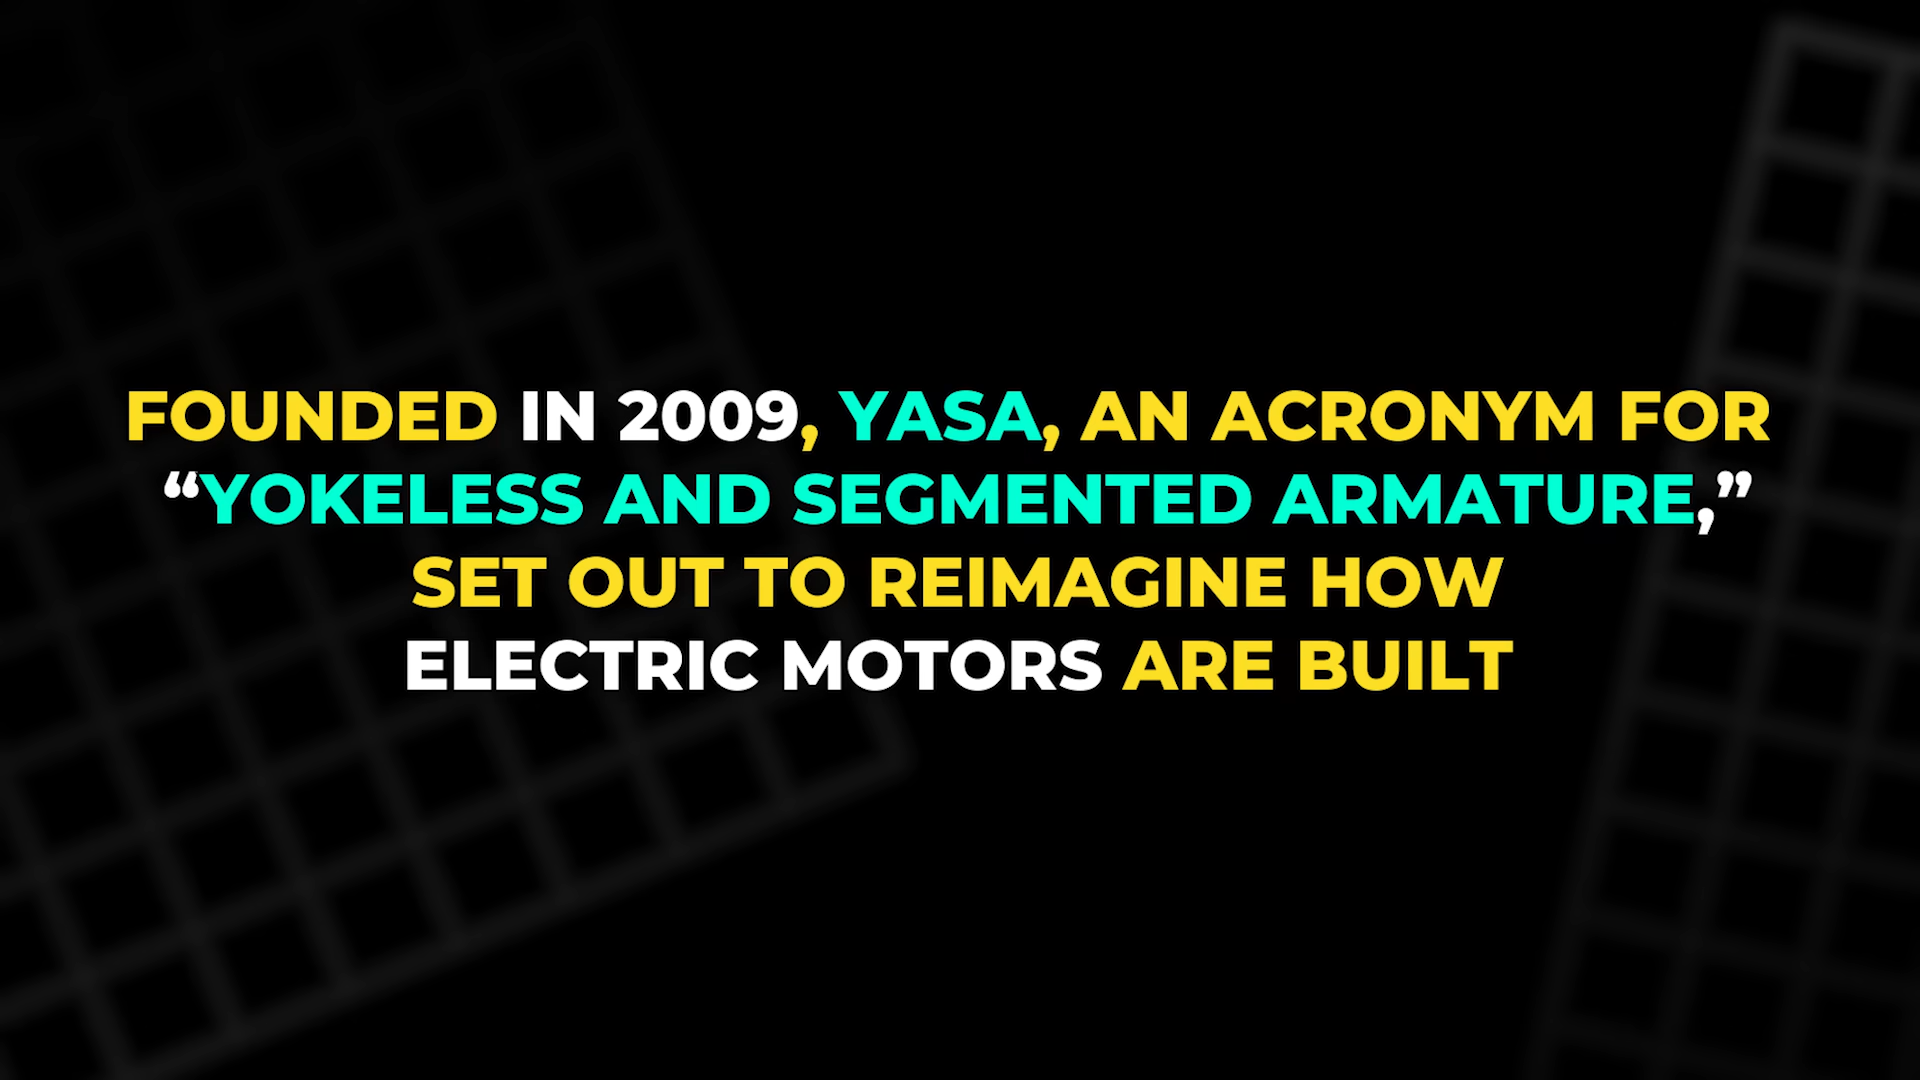 FOUNDED IN 2009, YASA, AN ACRONYM FOR
“YOKELESS AND SEGMENTED ARMATURE,”
SET OUT TO REIMAGINE HOW
ELECTRIC MOTORS ARE BUILT